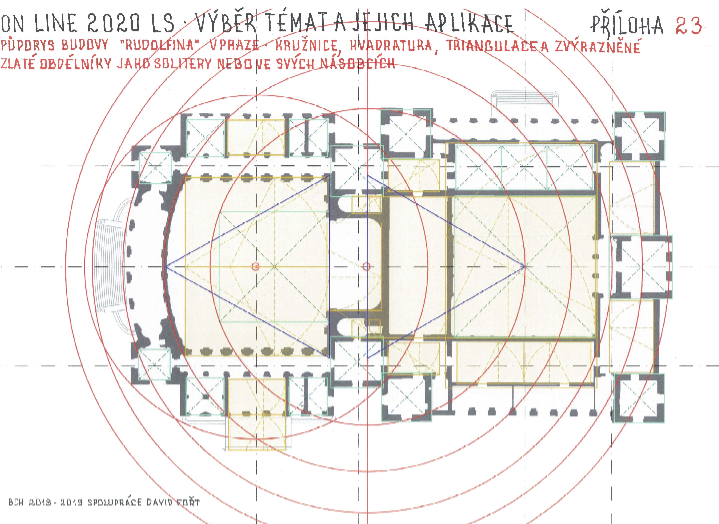 ON LINE 2020 LS - VÝBĚR TÉMAT A JEJICH APLIKACE PŘÍLOHA 23
PŮDORYS BUDOVY "RUDOLFINA" V PRAZE - KRUŽNICE, KVADRATURA, TRIANGULACE A ZVÝRAZNĚNÉ
ZLATÉ OBDÉLNÍKY JAKO SOLITERY NEBO VE SVÝCH NÁSOBCÍCH
BCH 2018 - 2019 SPOLUPRÁCE DAVID FOŘT